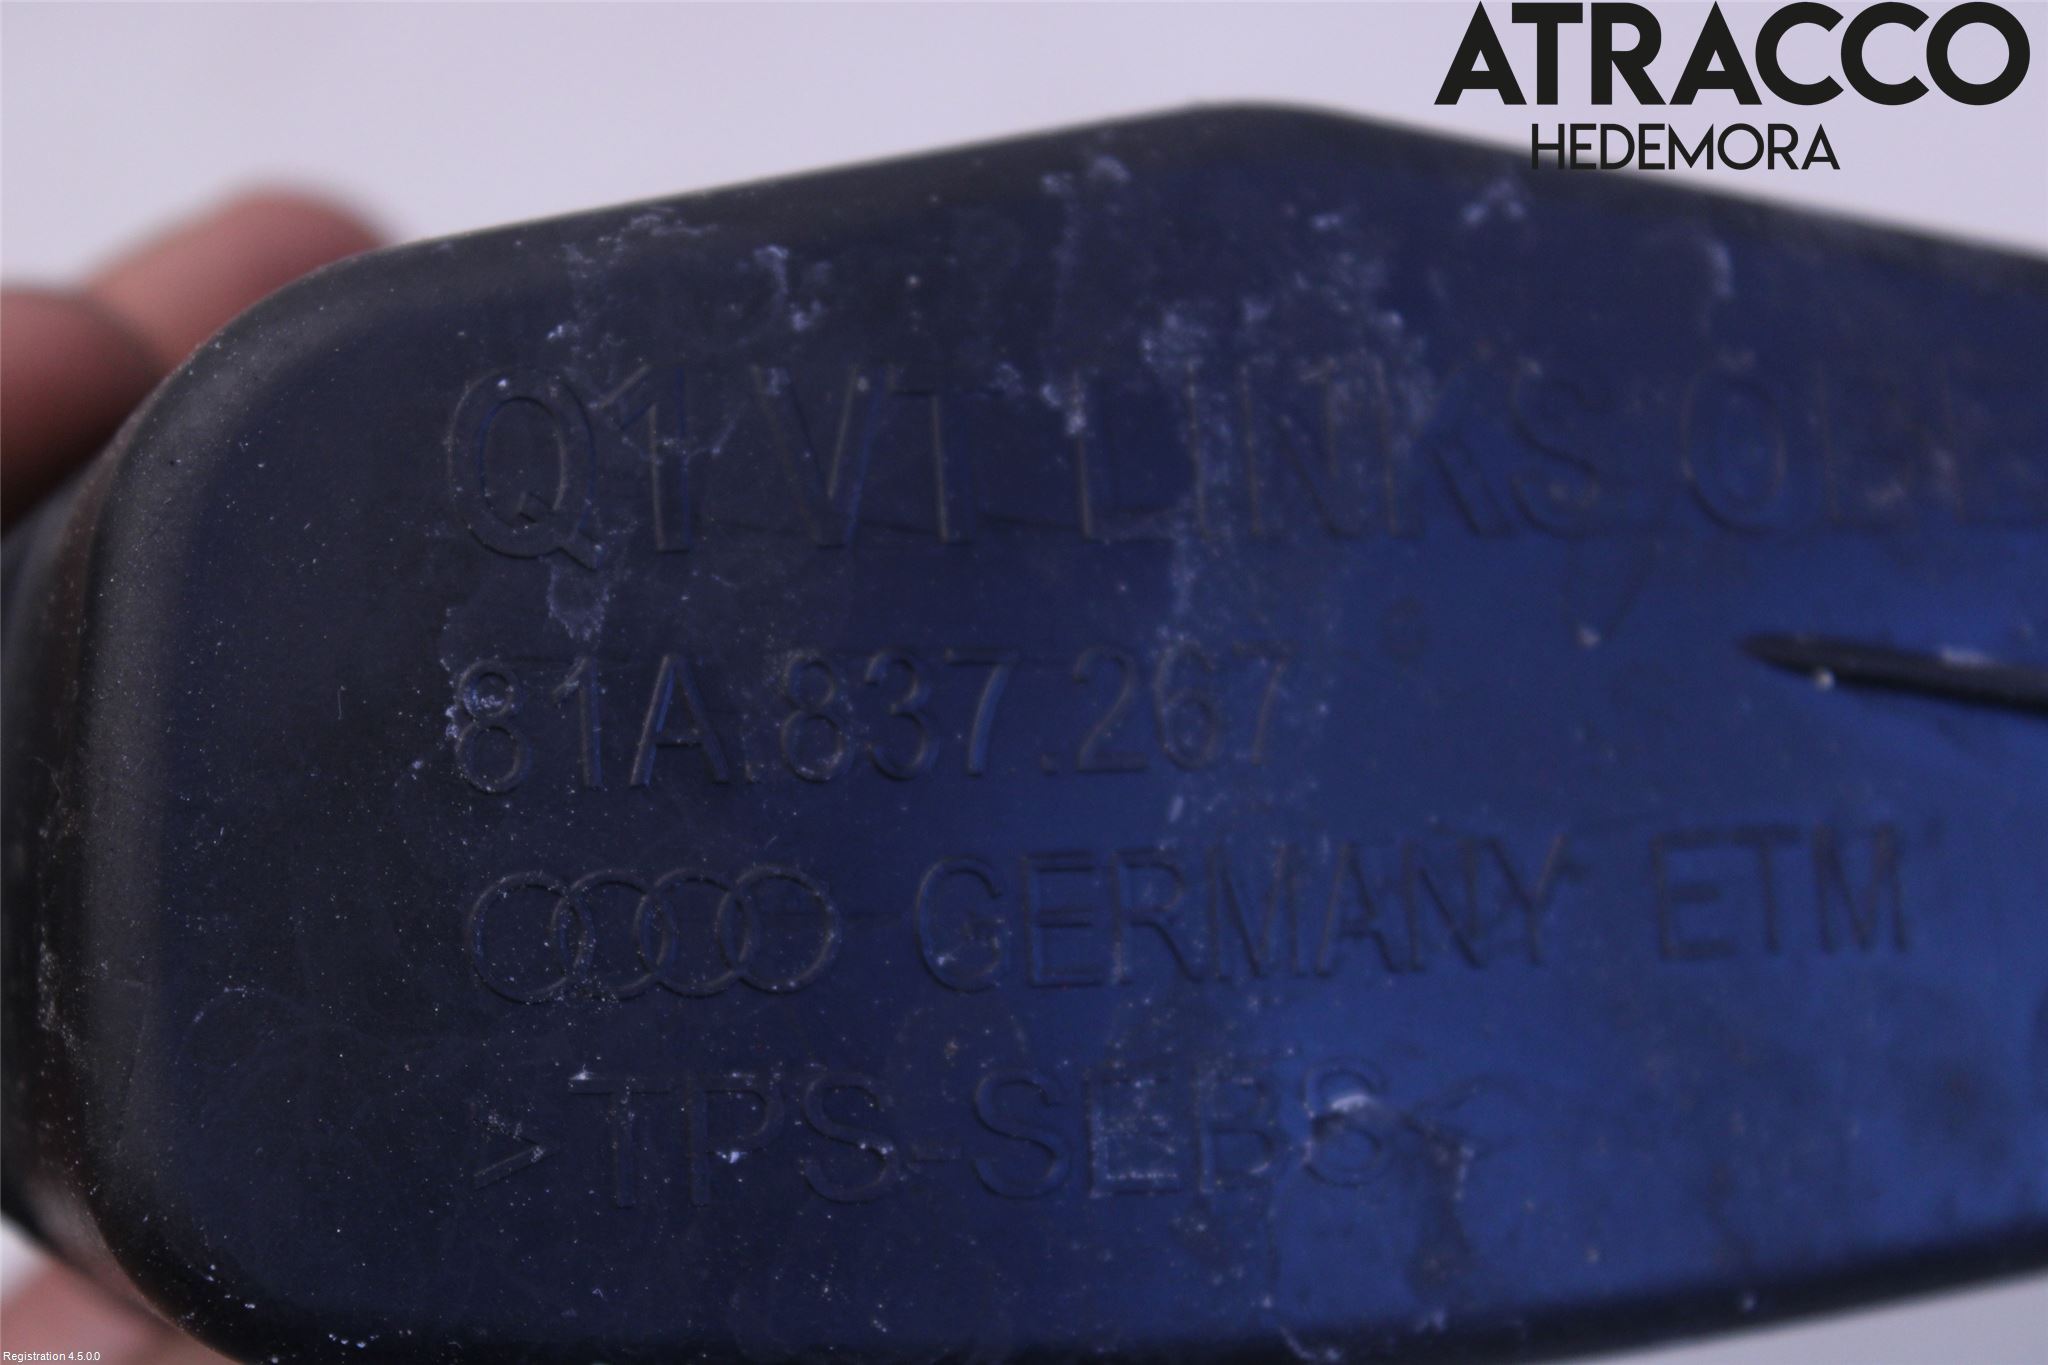 ATRACCO
HEDEMORA
Q1 VT LINKS
81A.837.267
GERMANY ETM
>TPS-SEBS<
Registration 4.5.0.0